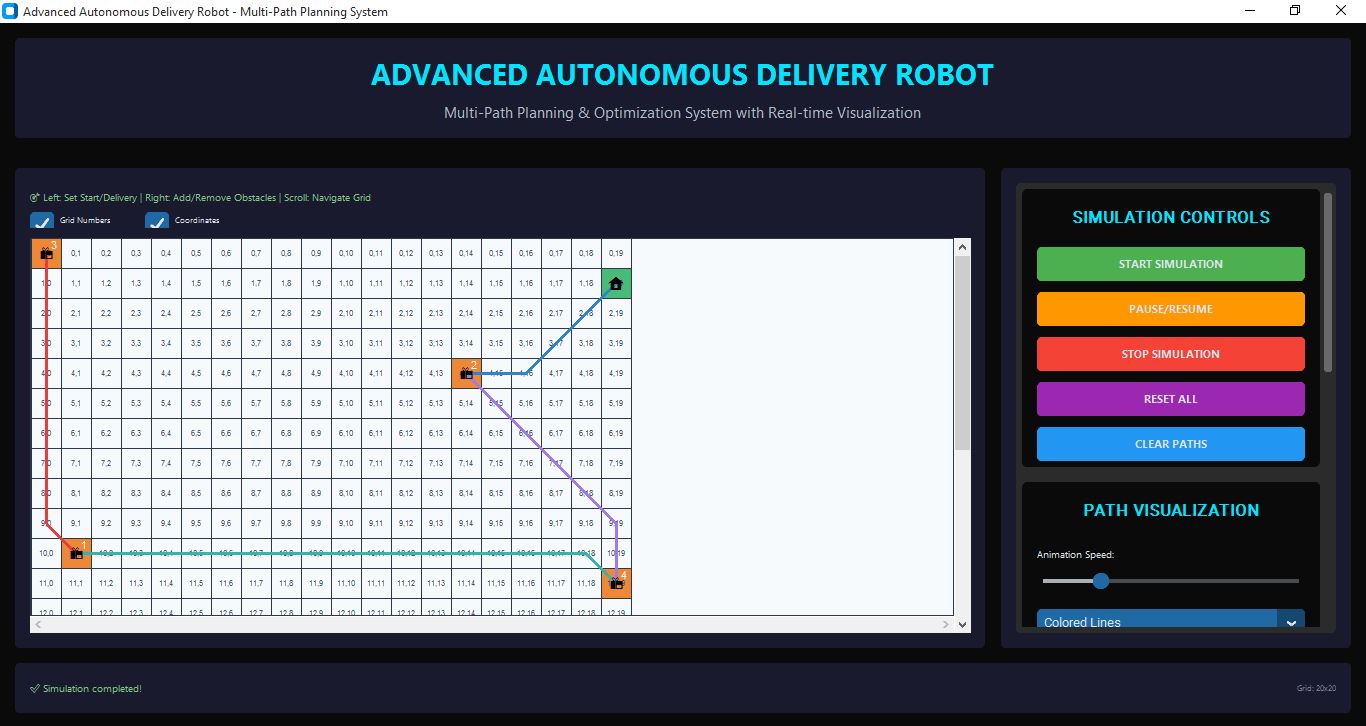 Advanced Autonomous Delivery Robot - Multi-Path Planning System
ADVANCED AUTONOMOUS DELIVERY ROBOT
Multi-Path Planning & Optimization System with Real-time Visualization
Left: Set Start/Delivery | Right: Add/Remove Obstacles | Scroll: Navigate Grid
Grid Numbers Coordinates
3 0,1 0,2 0,3 0,4 0,5 0,6 0,7 0,8 0,9 0,10 0,11 0,12 0,13 0,14 0,15 0,16 0,17 0,18 0,19
1,0 1,1 1,2 1,3 1,4 1,5 1,6 1,7 1,8 1,9 1,10 1,11 1,12 1,13 1,14 1,15 1,16 1,17 1,18
2,0 2,1 2,2 2,3 2,4 2,5 2,6 2,7 2,8 2,9 2,10 2,11 2,12 2,13 2,14 2,15 2,16 2,17 2,18 2,19
3,0 3,1 3,2 3,3 3,4 3,5 3,6 3,7 3,8 3,9 3,10 3,11 3,12 3,13 3,14 3,15 3,16 3,17 3,18 3,19
4,0 4,1 4,2 4,3 4,4 4,5 4,6 4,7 4,8 4,9 4,10 4,11 4,12 4,13 2 4,15 4,16 4,17 4,18 4,19
5,0 5,1 5,2 5,3 5,4 5,5 5,6 5,7 5,8 5,9 5,10 5,11 5,12 5,13 5,14 5,15 5,16 5,17 5,18 5,19
6,0 6,1 6,2 6,3 6,4 6,5 6,6 6,7 6,8 6,9 6,10 6,11 6,12 6,13 6,14 6,15 6,16 6,17 6,18 6,19
7,0 7,1 7,2 7,3 7,4 7,5 7,6 7,7 7,8 7,9 7,10 7,11 7,12 7,13 7,14 7,15 7,16 7,17 7,18 7,19
8,0 8,1 8,2 8,3 8,4 8,5 8,6 8,7 8,8 8,9 8,10 8,11 8,12 8,13 8,14 8,15 8,16 8,17 8,18 8,19
9,0 9,1 9,2 9,3 9,4 9,5 9,6 9,7 9,8 9,9 9,10 9,11 9,12 9,13 9,14 9,15 9,16 9,17 9,18 9,19
10,0 1 10,2 10,3 10,4 10,5 10,6 10,7 10,8 10,9 10,10 10,11 10,12 10,13 10,14 10,15 10,16 10,17 10,18 10,19
11,0 11,1 11,2 11,3 11,4 11,5 11,6 11,7 11,8 11,9 11,10 11,11 11,12 11,13 11,14 11,15 11,16 11,17 11,18 4
12,0 12,1 12,2 12,3 12,4 12,5 12,6 12,7 12,8 12,9 12,10 12,11 12,12 12,13 12,14 12,15 12,16 12,17 12,18 12,19
SIMULATION CONTROLS
START SIMULATION
PAUSE/RESUME
STOP SIMULATION
RESET ALL
CLEAR PATHS
PATH VISUALIZATION
Animation Speed:
Colored Lines
Simulation completed!
Grid: 20x20